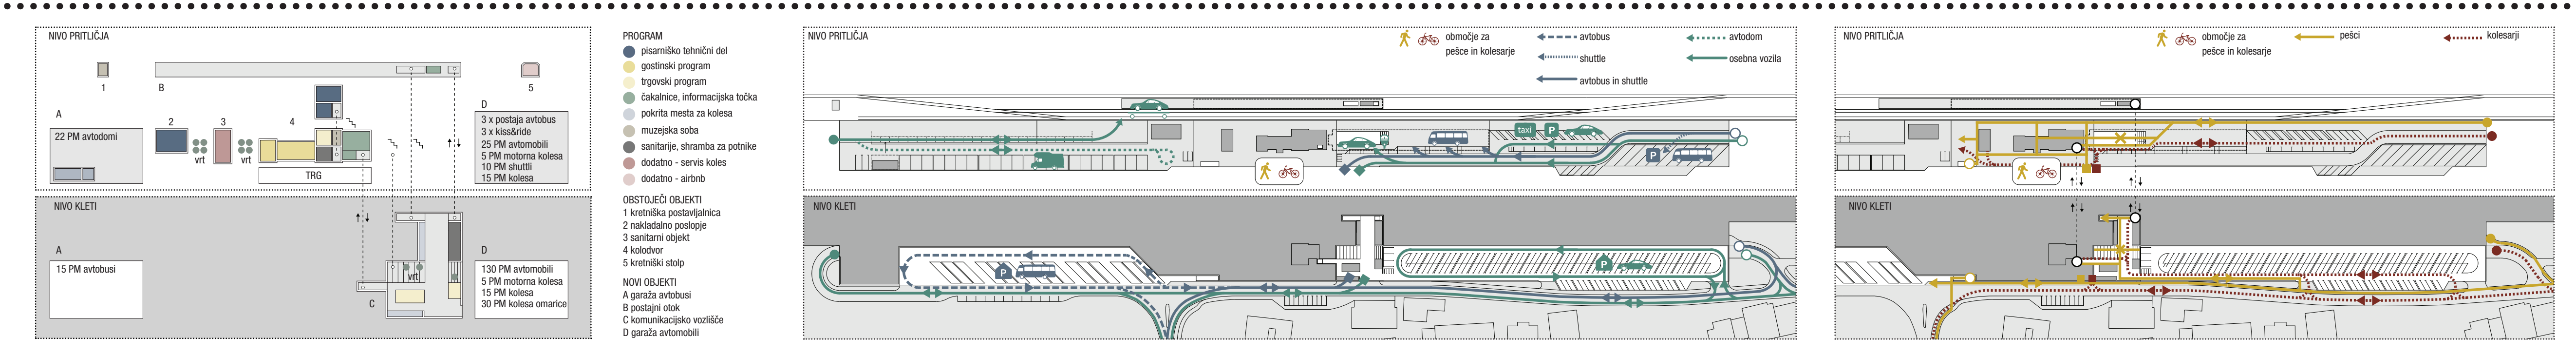 NIVO PRITLIČJA
1
B
5
A
22 PM avtodomi
2
vrt
3
vrt
4
TRG
D
3 x postaja avtobus
3 x kiss&ride
25 PM avtmobili
5 PM motorna kolesa
10 PM shuttli
15 PM kolesa
NIVO KLETI
A
15 PM avtobusi
vrt
C
D
130 PM avtmobili
5 PM motorna kolesa
15 PM kolesa
30 PM kolesa omarice
PROGRAM
pisarniško tehnični del
gostinski program
trgovski program
čakalnice, informacijska točka
pokrita mesta za kolesa
muzejska soba
sanitarije, shramba za potnike
dodatno - servis koles
dodatno - airbnb
OBSTOJEČI OBJEKTI
1 kretniška postavljalnica
2 nakladalno poslopje
3 sanitarni objekt
4 kolodvor
5 kretniški stolp
NOVI OBJEKTI
A garaža avtobusi
B postajni otok
C komunikacijsko vozlišče
D garaža avtomobili
NIVO PRITLIČJA
območje za
pešce in kolesarje
avtobus
shuttle
avtobus in shuttle
avtodom
osebna vozila
taxi
P
P
NIVO KLETI
P
P
NIVO PRITLIČJA
območje za
pešce in kolesarje
pešci
kolesarji
NIVO KLETI